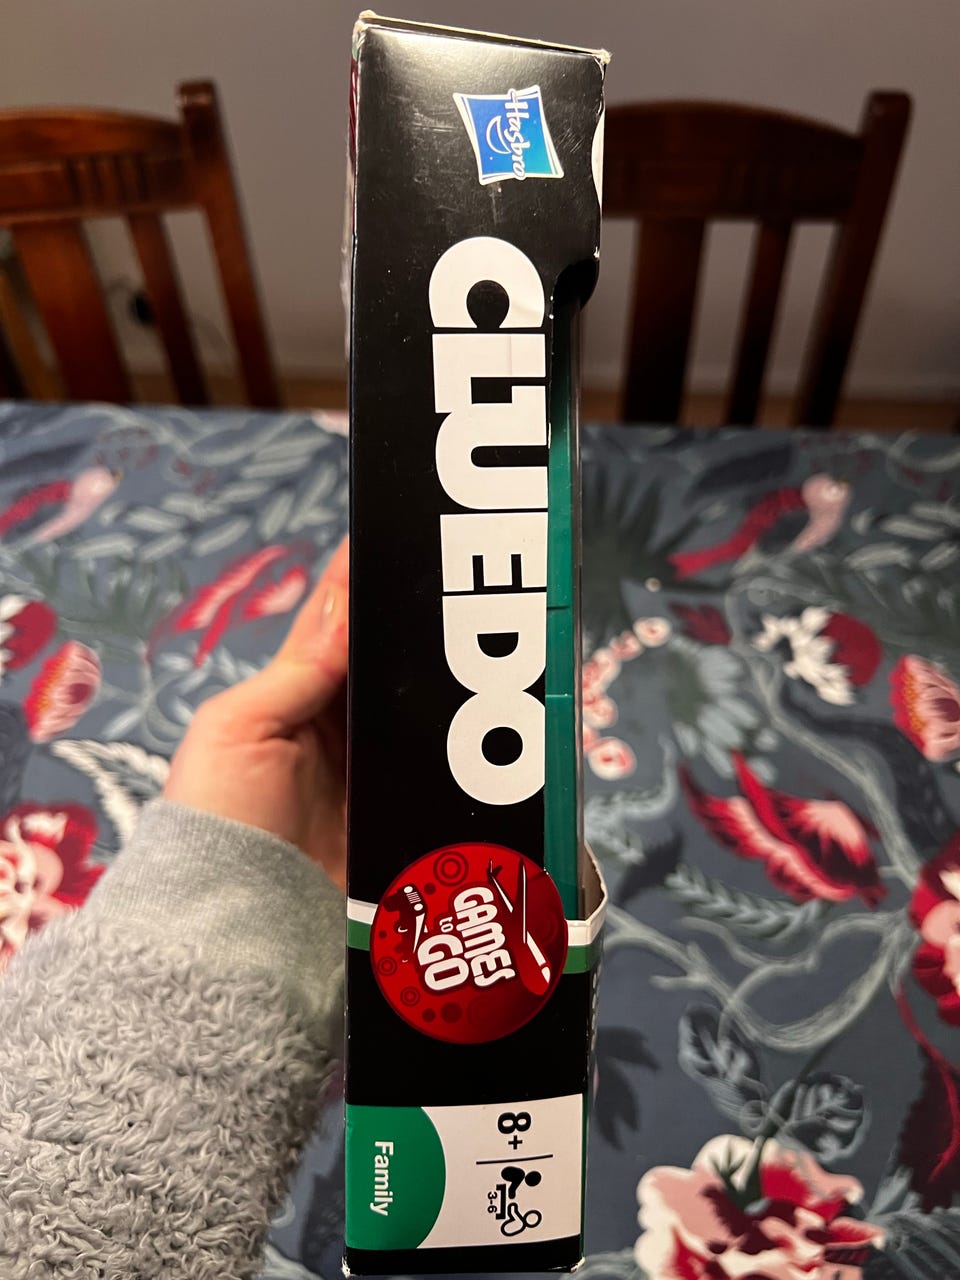 Hasbro
CLUEDO
GAMES
to
GO
8+
3-6
Family